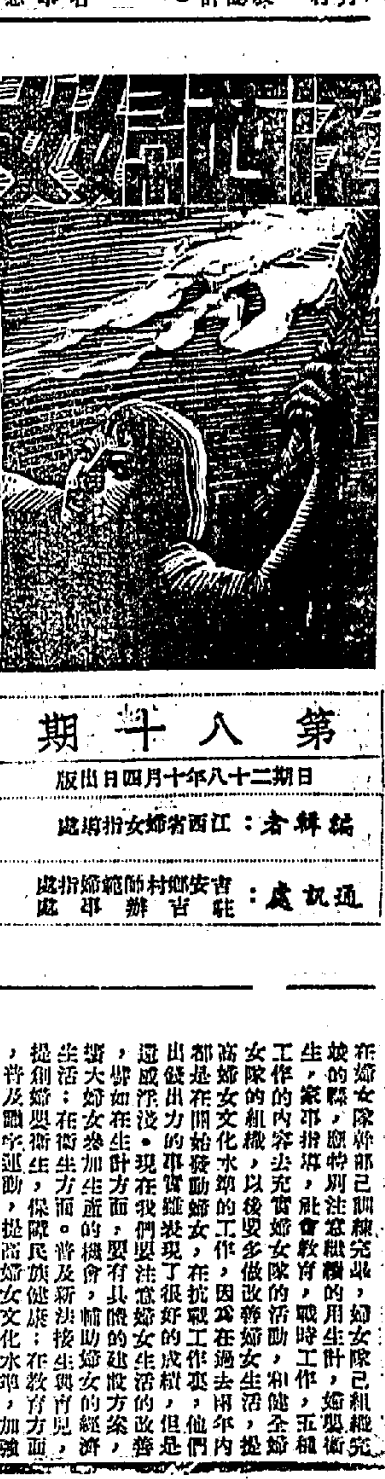 第八十期
日期二十八年十月四日出版
編輯者：江西省婦女指導處
通訊處：吉安鄉村師範婦指處
駐吉辦事處
在婦女隊幹部已訓練完畢，婦女隊已組織完
竣的縣，應特別注意積極的用生計，婦嬰衛
生，家事指導，社會教育，戰時工作，五種
工作的內容去充實婦女隊的活動，和健全婦
女隊的組織，以後要多做改善婦女生活，提
高婦女文化水準的工作，因為在過去兩年內
都是在開始發動婦女，在抗戰工作裏，他們
出錢出力的事實雖表現了很好的成績，但是
還感浮淺。現在我們要注意婦女生活的改善
，譬如在生計方面，要有具體的建設方案，
擴大婦女參加生產的機會，輔助婦女的經濟
生活；在衛生方面。普及新法接生與育兒，
提創婦嬰衛生，保障民族健康；在教育方面
，普及識字運動，提高婦女文化水準，加強